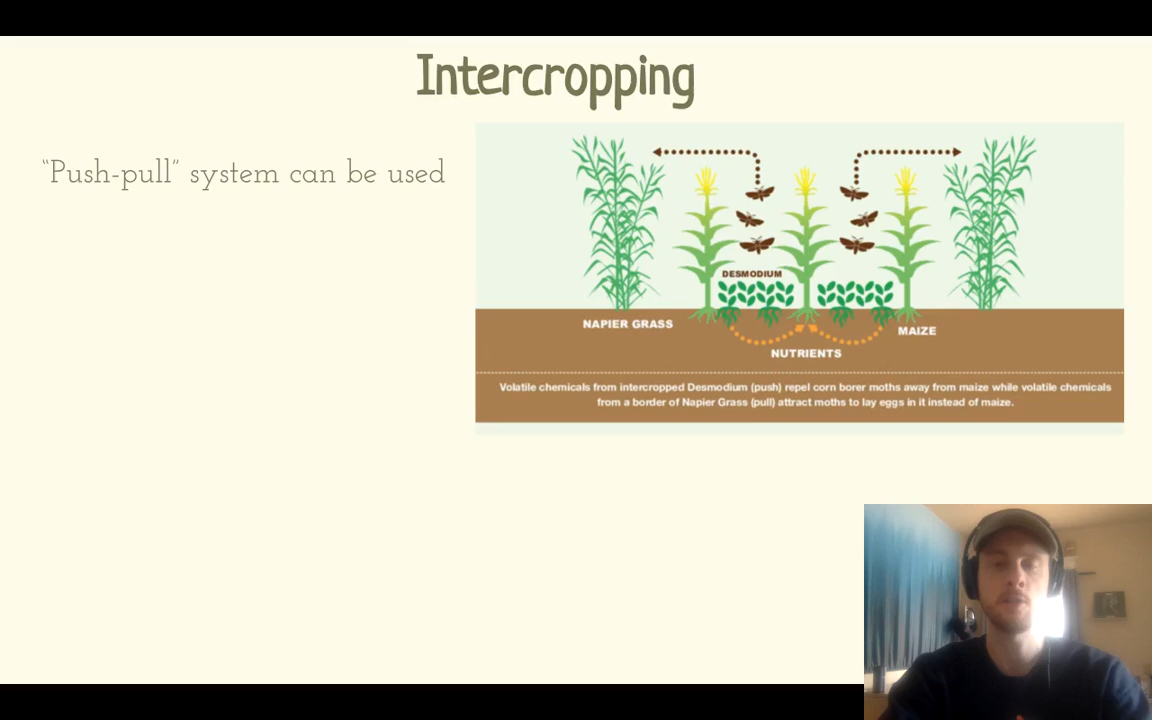 Intercropping
“Push-pull” system can be used
DESMODIUM
NAPIER GRASS
MAIZE
NUTRIENTS
Volatile chemicals from intercropped Desmodium (push) repel corn borer moths away from maize while volatile chemicals
from a border of Napier Grass (pull) attract moths to lay eggs in it instead of maize.